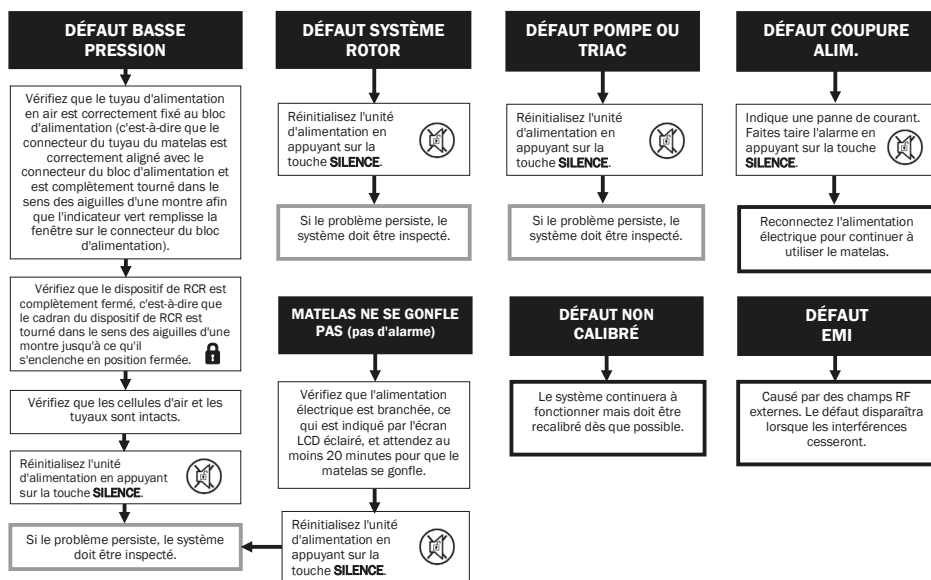 DÉFAUT BASSE
PRESSION
Vérifiez que le tuyau d'alimentation
en air est correctement fixé au bloc
d'alimentation (c'est-à-dire que le
connecteur du tuyau du matelas est
correctement aligné avec le
connecteur du bloc d'alimentation et
est complètement tourné dans le
sens des aiguilles d'une montre afin
que l'indicateur vert remplisse la
fenêtre sur le connecteur du bloc
d'alimentation).
Vérifiez que le dispositif de RCR est
complètement fermé, c'est-à-dire que
le cadran du dispositif de RCR est
tourné dans le sens des aiguilles d'une
montre jusqu'à ce qu'il
s'enclenche en position fermée.
Vérifiez que les cellules d'air et les
tuyaux sont intacts.
Réinitialisez l'unité
d'alimentation en appuyant
sur la touche SILENCE.
Si le problème persiste, le système
doit être inspecté.
DÉFAUT SYSTÈME
ROTOR
Réinitialisez l'unité
d'alimentation en
appuyant sur la
touche SILENCE.
Si le problème persiste, le
système doit être inspecté.
MATELAS NE SE GONFLE
PAS (pas d'alarme)
Vérifiez que l'alimentation
électrique est branchée, ce
qui est indiqué par l'écran
LCD éclairé, et attendez au
moins 20 minutes pour que le
matelas se gonfle.
Réinitialisez l'unité
d'alimentation en
appuyant sur la
touche SILENCE.
DÉFAUT POMPE OU
TRIAC
Réinitialisez l'unité
d'alimentation en
appuyant sur la
touche SILENCE.
Si le problème persiste, le
système doit être inspecté.
DÉFAUT NON
CALIBRÉ
Le système continuera à
fonctionner mais doit être
recalibré dès que possible.
DÉFAUT COUPURE
ALIM.
Indique une panne de courant.
Faites taire l'alarme en
appuyant sur la touche
SILENCE.
Reconnectez l'alimentation
électrique pour continuer à
utiliser le matelas.
DÉFAUT
EMI
Causé par des champs RF
externes. Le défaut disparaîtra
lorsque les interférences
cesseront.